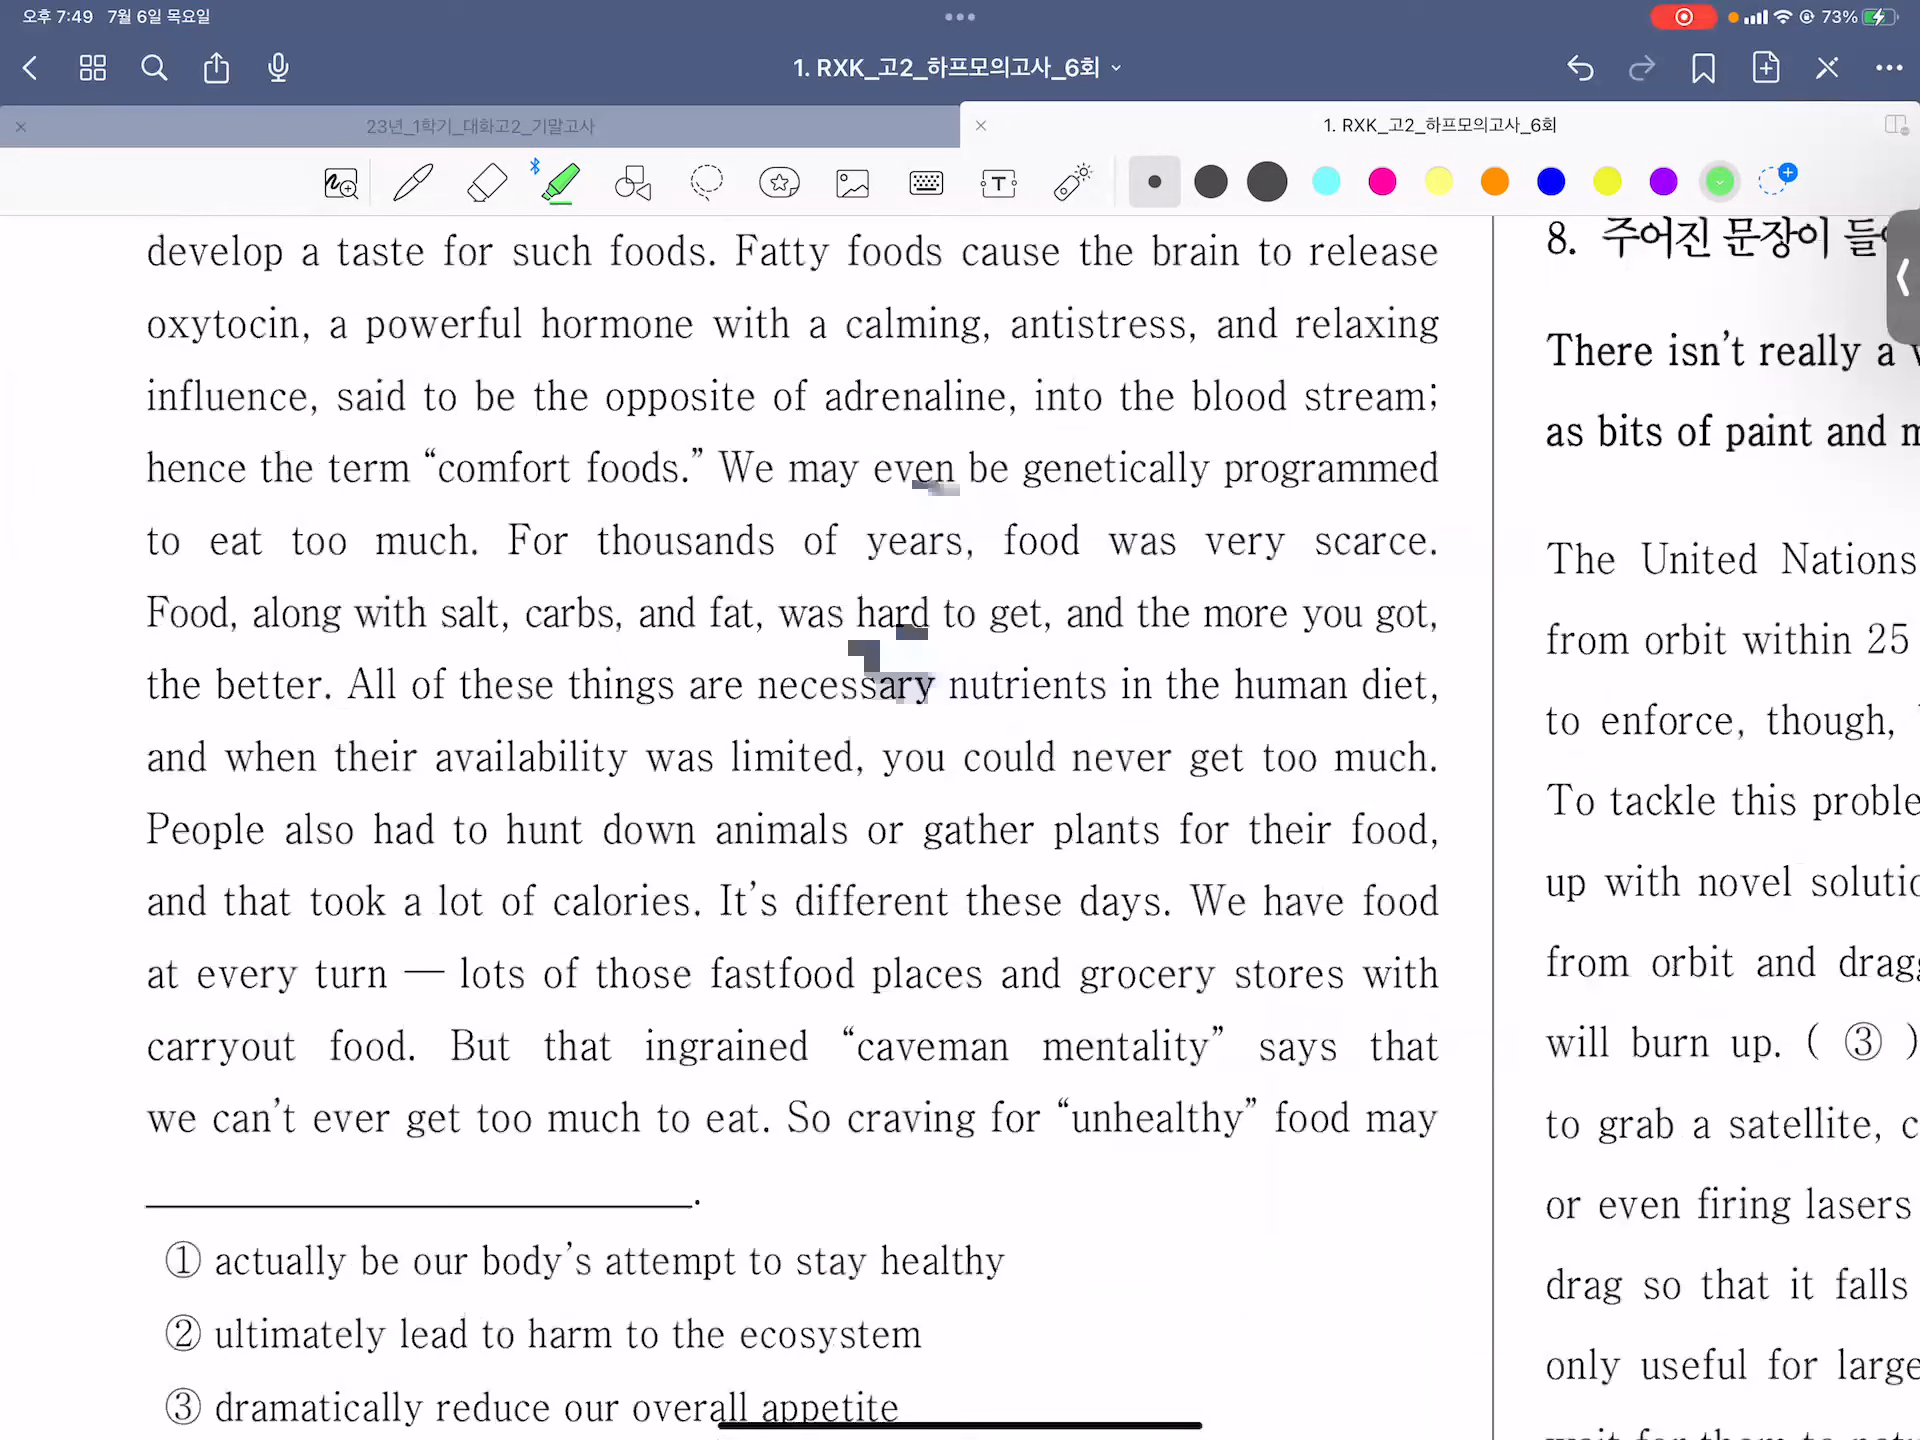 오후 7:49 7월 6일 목요일
73%
1. RXK_고2_하프모의고사_6회
23년_1학기_대화고2_기말고사
1. RXK_고2_하프모의고사_6회
develop a taste for such foods. Fatty foods cause the brain to release
oxytocin, a powerful hormone with a calming, antistress, and relaxing
influence, said to be the opposite of adrenaline, into the blood stream;
hence the term “comfort foods.” We may even be genetically programmed
to eat too much. For thousands of years, food was very scarce.
Food, along with salt, carbs, and fat, was hard to get, and the more you got,
the better. All of these things are necessary nutrients in the human diet,
and when their availability was limited, you could never get too much.
People also had to hunt down animals or gather plants for their food,
and that took a lot of calories. It’s different these days. We have food
at every turn — lots of those fastfood places and grocery stores with
carryout food. But that ingrained “caveman mentality” says that
we can’t ever get too much to eat. So craving for “unhealthy” food may
.
① actually be our body’s attempt to stay healthy
② ultimately lead to harm to the ecosystem
③ dramatically reduce our overall appetite
8. 주어진 문장이
There isn’t really a
as bits of paint and
The United Nations
from orbit within 25
to enforce, though,
To tackle this
up with novel
from orbit and
will burn up. ( ③ )
to grab a satellite,
or even firing lasers
drag so that it falls
only useful for